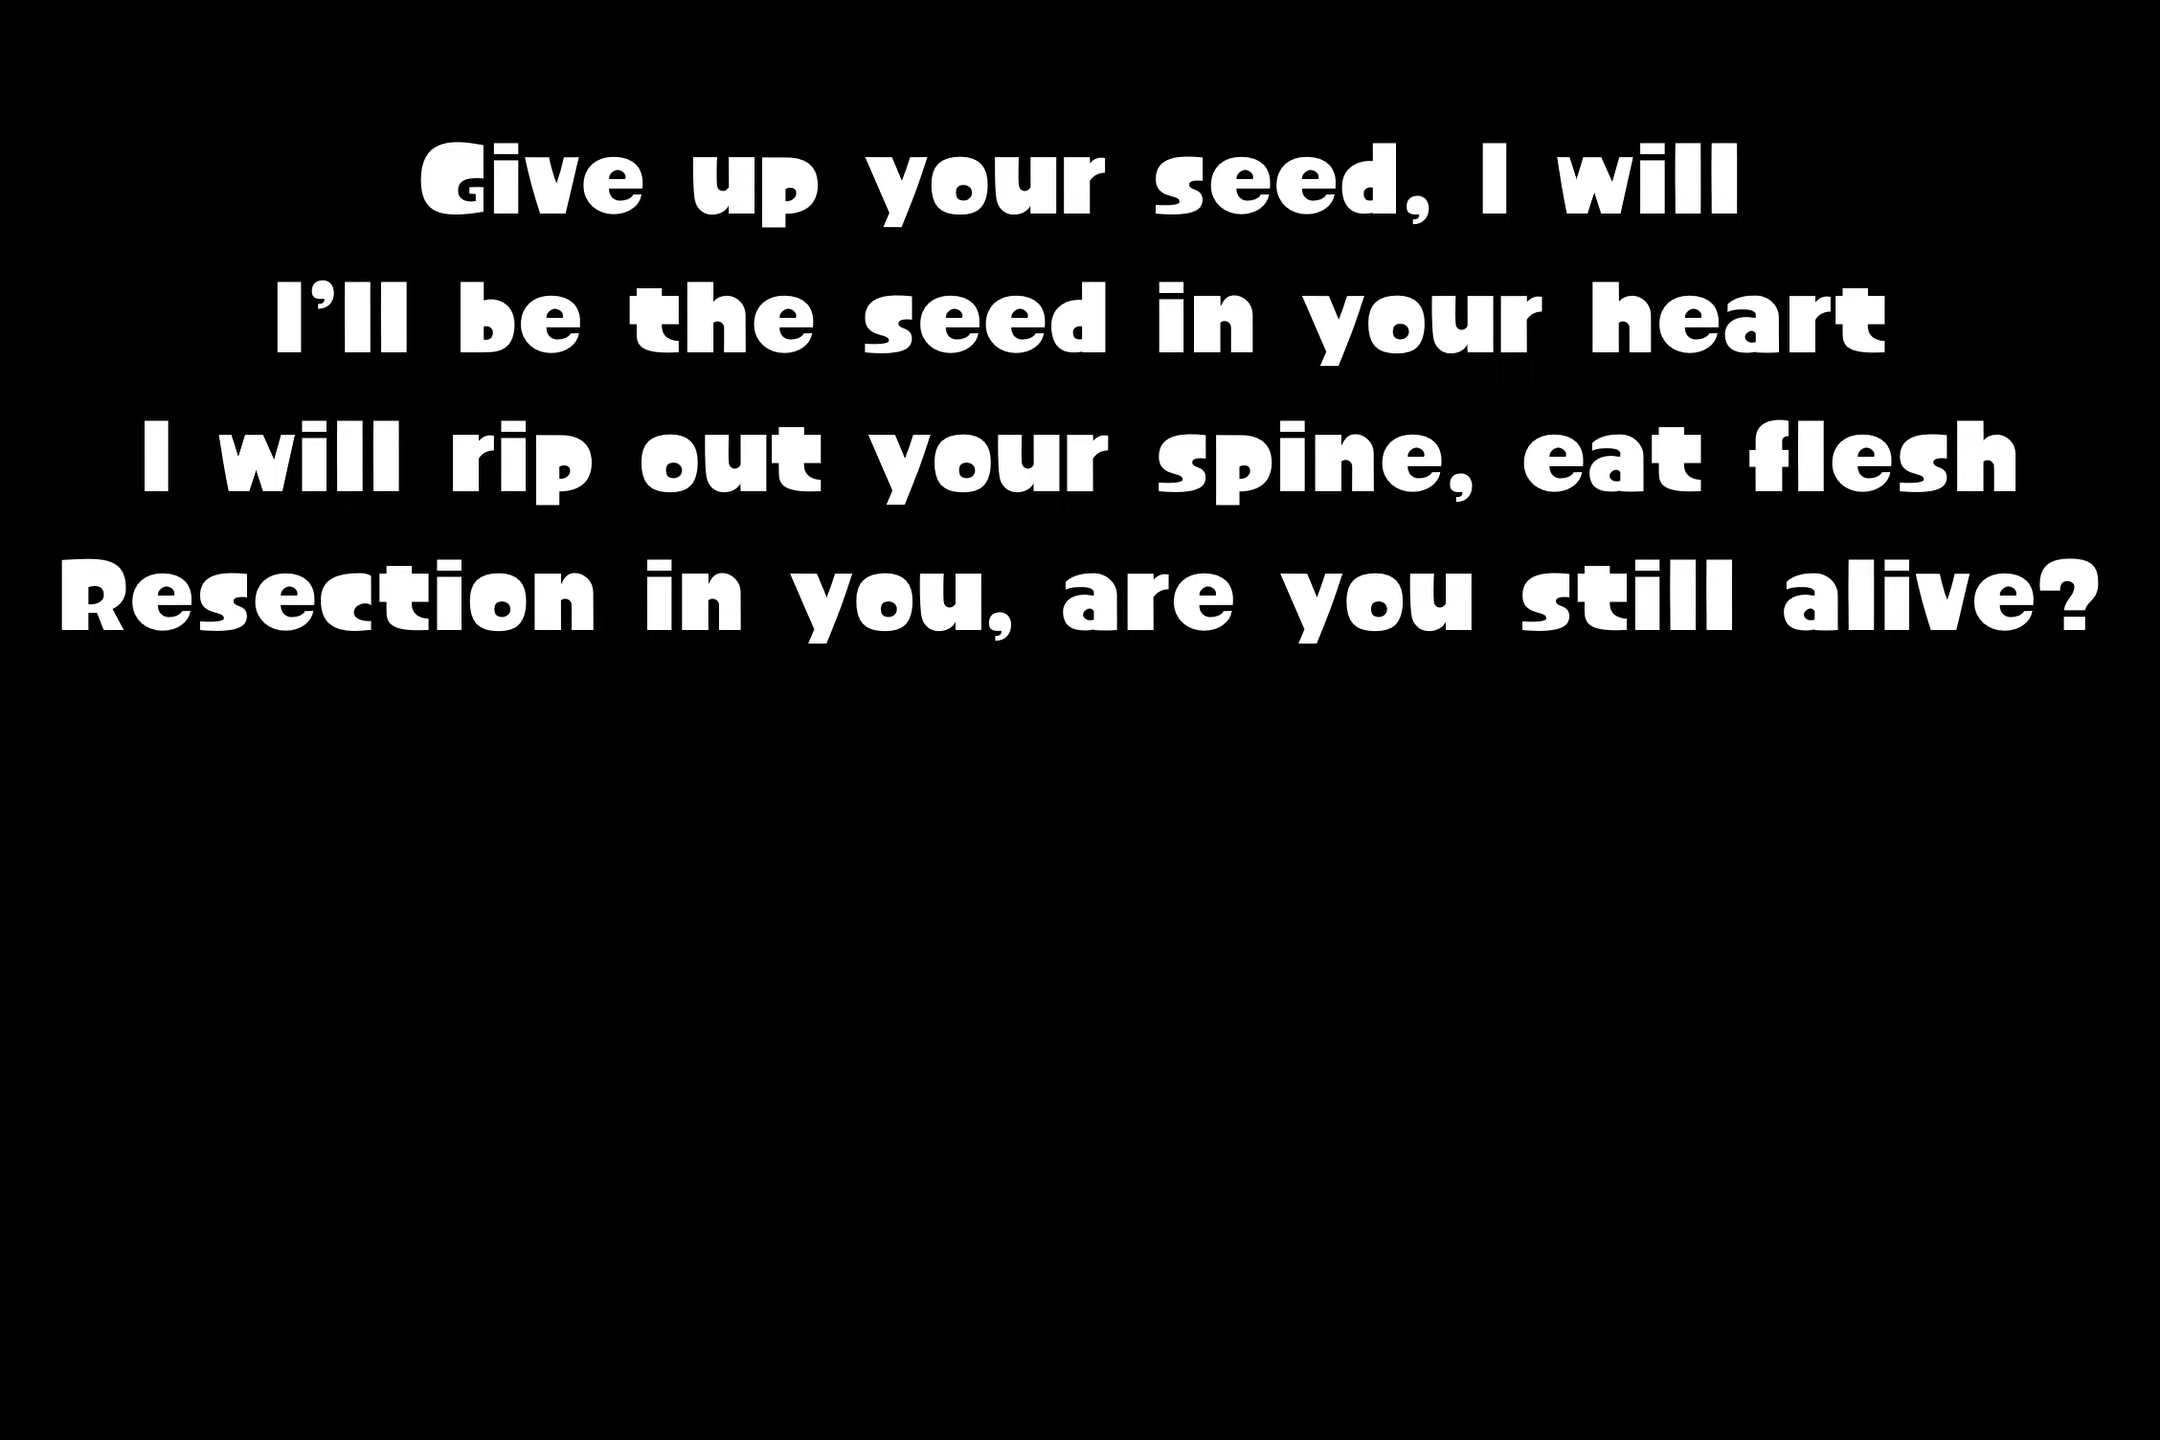 Give up your seed, I will
I’ll be the seed in your heart
I will rip out your spine, eat flesh
Resection in you, are you still alive?